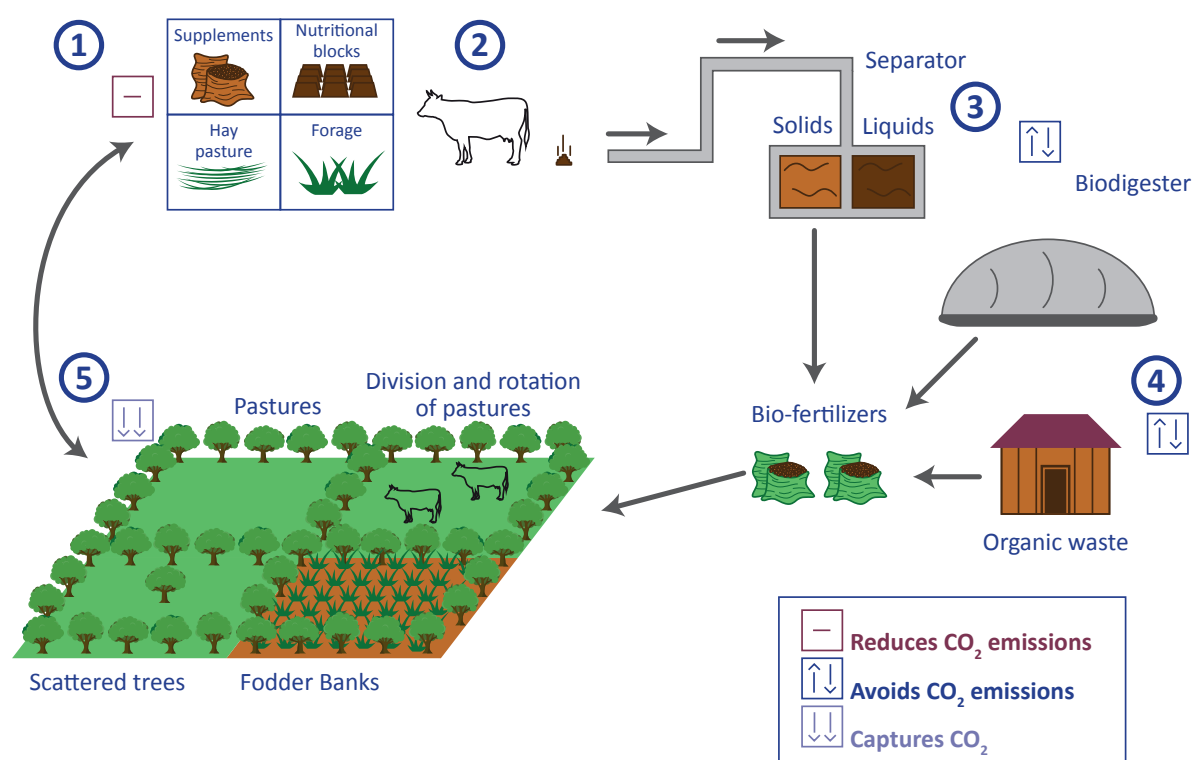 1
Supplements
Nutritional
blocks
Hay
pasture
Forage
2
Separator
3
Solids
Liquids
Biodigester
5
Pastures
Division and rotation
of pastures
Bio-fertilizers
4
Organic waste
Scattered trees
Fodder Banks
Reduces CO₂ emissions
Avoids CO₂ emissions
Captures CO₂